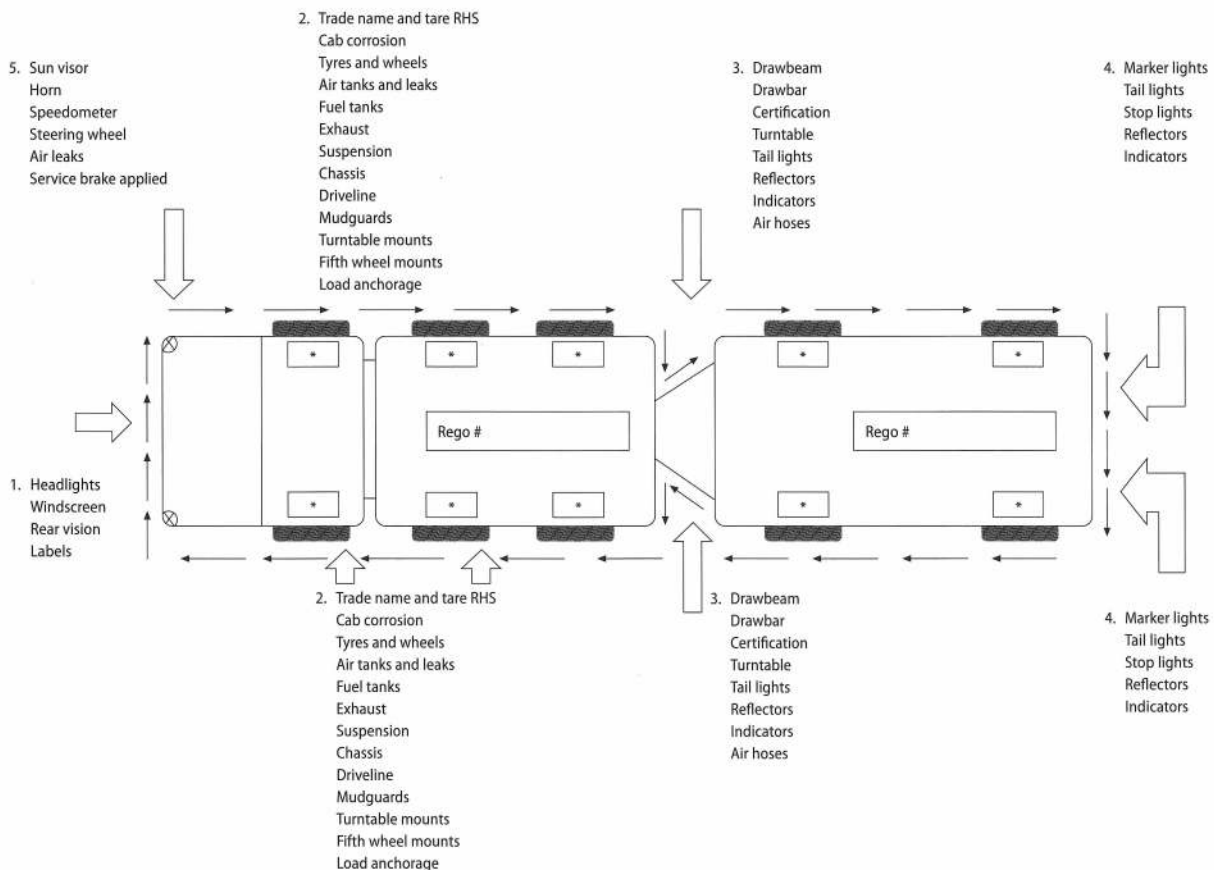 2. Trade name and tare RHS
Cab corrosion
Tyres and wheels
Air tanks and leaks
Fuel tanks
Exhaust
Suspension
Chassis
Driveline
Mudguards
Turntable mounts
Fifth wheel mounts
Load anchorage
5. Sun visor
Horn
Speedometer
Steering wheel
Air leaks
Service brake applied
3. Drawbeam
Drawbar
Certification
Turntable
Tail lights
Reflectors
Indicators
Air hoses
4. Marker lights
Tail lights
Stop lights
Reflectors
Indicators
* * * * *
Rego #
Rego #
* * * * *
1. Headlights
Windscreen
Rear vision
Labels
2. Trade name and tare RHS
Cab corrosion
Tyres and wheels
Air tanks and leaks
Fuel tanks
Exhaust
Suspension
Chassis
Driveline
Mudguards
Turntable mounts
Fifth wheel mounts
Load anchorage
3. Drawbeam
Drawbar
Certification
Turntable
Tail lights
Reflectors
Indicators
Air hoses
4. Marker lights
Tail lights
Stop lights
Reflectors
Indicators